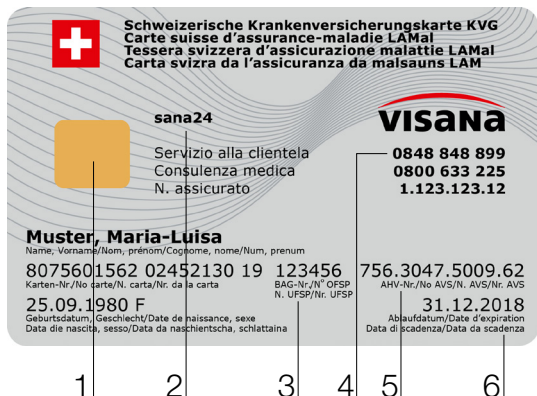 Schweizerische Krankenversicherungskarte KVG
Carte suisse d'assurance-maladie LAMal
Tessera svizzera d'assicurazione malattie LAMal
Carta svizra da l'assicuranza da malsauns LAM
sana24
visana
Servizio alla clientela 0848 848 899
Consulenza medica 0800 633 225
N. assicurato 1.123.123.12
Muster, Maria-Luisa
Name, Vorname/Nom, prénom/Cognome, nome/Num, prenum
8075601562 02452130 19 123456 756.3047.5009.62
Karten-Nr./No carte/N. carta/Nr. da la carta BAG-Nr./N° OFSP AHV-Nr./No AVS/N. AVS/Nr. AVS
N. UFSP/Nr. UFSP
25.09.1980 F 31.12.2018
Geburtsdatum, Geschlecht/Date de naissance, sexe Ablaufdatum/Date d'expiration
Data die nascita, sesso/Data da naschientscha, schlattaina Data di scadenza/Data da scadenza
1 2 3 4 5 6